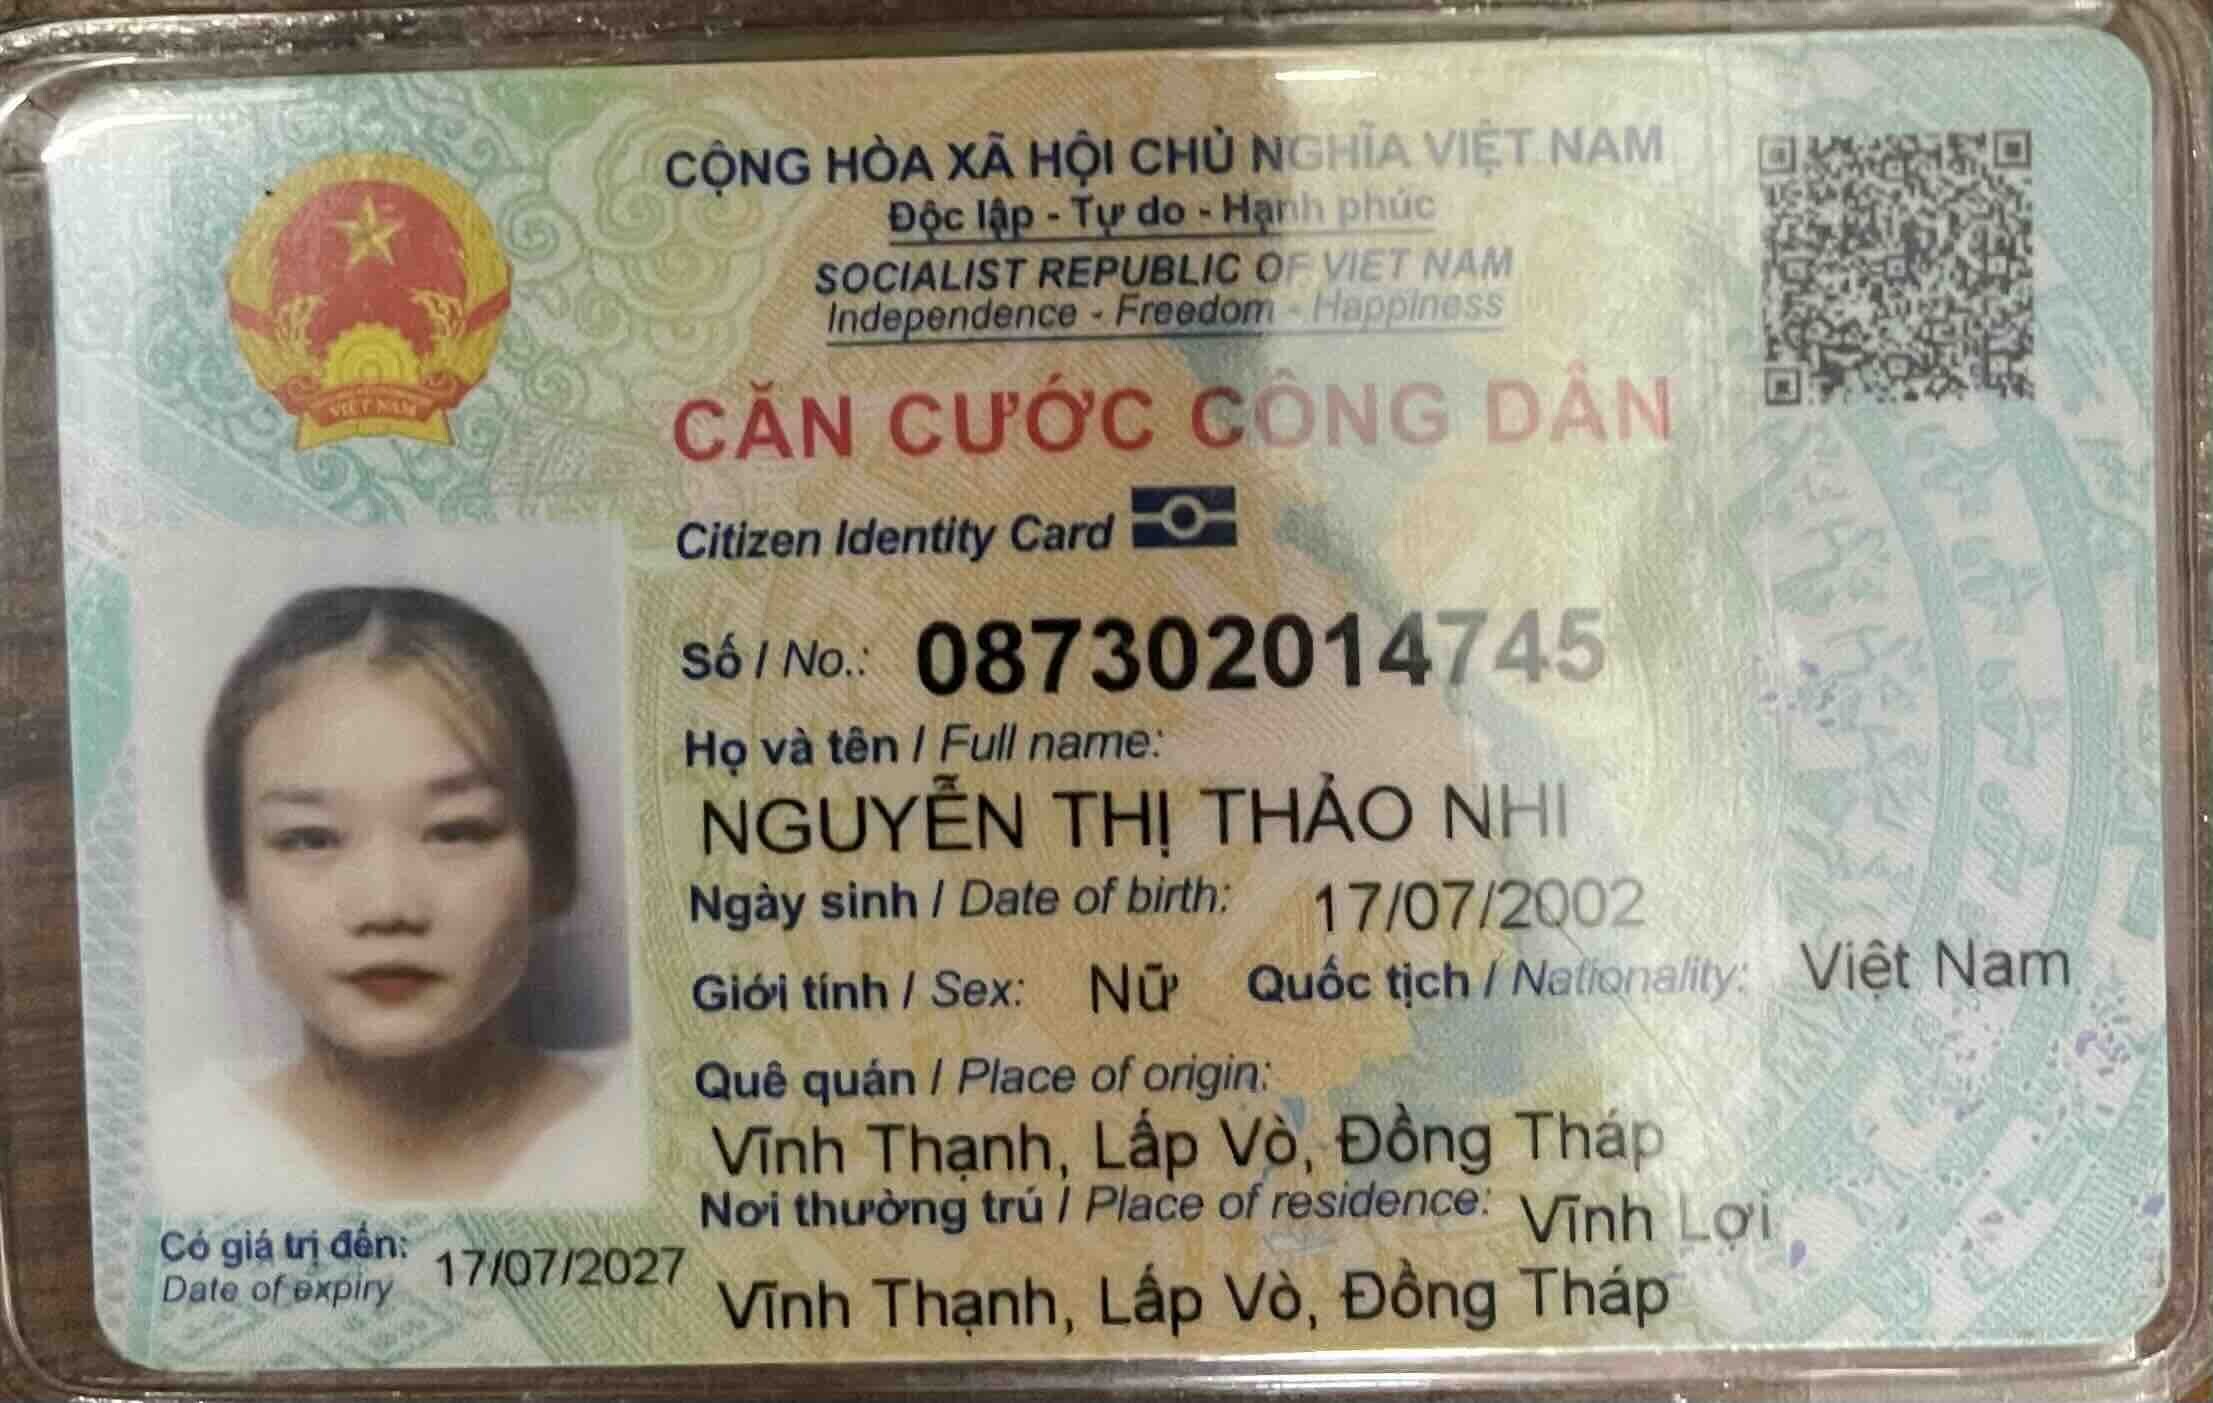 CỘNG HÒA XÃ HỘI CHỦ NGHĨA VIỆT NAM
Độc lập - Tự do - Hạnh phúc
SOCIALIST REPUBLIC OF VIET NAM
Independence - Freedom - Happiness
VIỆT NAM
CĂN CƯỚC CÔNG DÂN
Citizen Identity Card
Số / No.: 087302014745
Họ và tên / Full name:
NGUYỄN THỊ THẢO NHI
Ngày sinh / Date of birth: 17/07/2002
Giới tính / Sex: Nữ Quốc tịch / Nationality: Việt Nam
Quê quán / Place of origin:
Vĩnh Thạnh, Lấp Vò, Đồng Tháp
Nơi thường trú / Place of residence: Vĩnh Lợi
Vĩnh Thạnh, Lấp Vò, Đồng Tháp
Có giá trị đến: 17/07/2027
Date of expiry